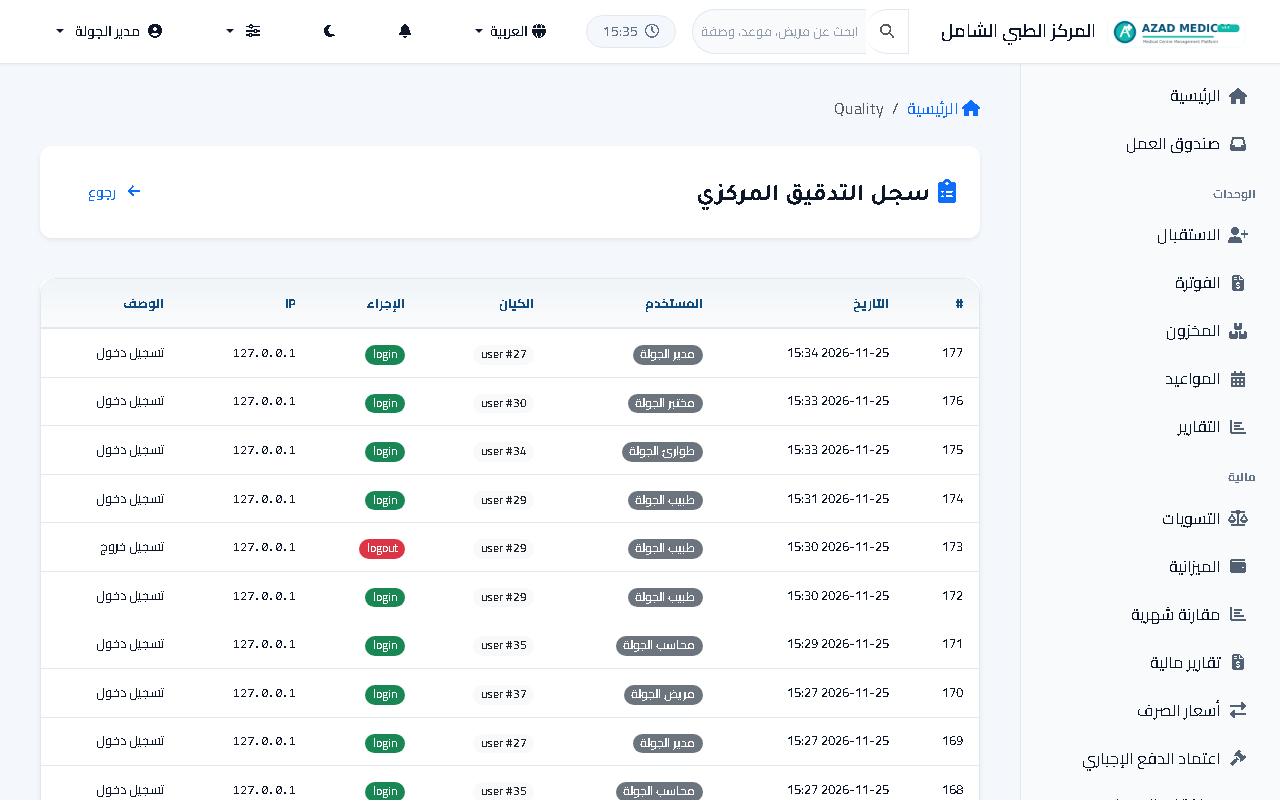 AZAD MEDIC
Medical Centre Management Platform
المركز الطبي الشامل
ابحث عن مريض، موعد، وصفة
15:35
العربية
مدير الجولة
الرئيسية
صندوق العمل
الوحدات
الاستقبال
الفوترة
المخزون
المواعيد
التقارير
مالية
التسويات
الميزانية
مقارنة شهرية
تقارير مالية
أسعار الصرف
اعتماد الدفع الإجباري
الرئيسية / Quality
سجل التدقيق المركزي
رجوع
# التاريخ المستخدم الكيان الإجراء IP الوصف
177 2026-11-25 15:34 مدير الجولة user #27 login 127.0.0.1 تسجيل دخول
176 2026-11-25 15:33 مختبر الجولة user #30 login 127.0.0.1 تسجيل دخول
175 2026-11-25 15:33 طوارئ الجولة user #34 login 127.0.0.1 تسجيل دخول
174 2026-11-25 15:31 طبيب الجولة user #29 login 127.0.0.1 تسجيل دخول
173 2026-11-25 15:30 طبيب الجولة user #29 logout 127.0.0.1 تسجيل خروج
172 2026-11-25 15:30 طبيب الجولة user #29 login 127.0.0.1 تسجيل دخول
171 2026-11-25 15:29 محاسب الجولة user #35 login 127.0.0.1 تسجيل دخول
170 2026-11-25 15:27 مريض الجولة user #37 login 127.0.0.1 تسجيل دخول
169 2026-11-25 15:27 مدير الجولة user #27 login 127.0.0.1 تسجيل دخول
168 2026-11-25 15:27 محاسب الجولة user #35 login 127.0.0.1 تسجيل دخول